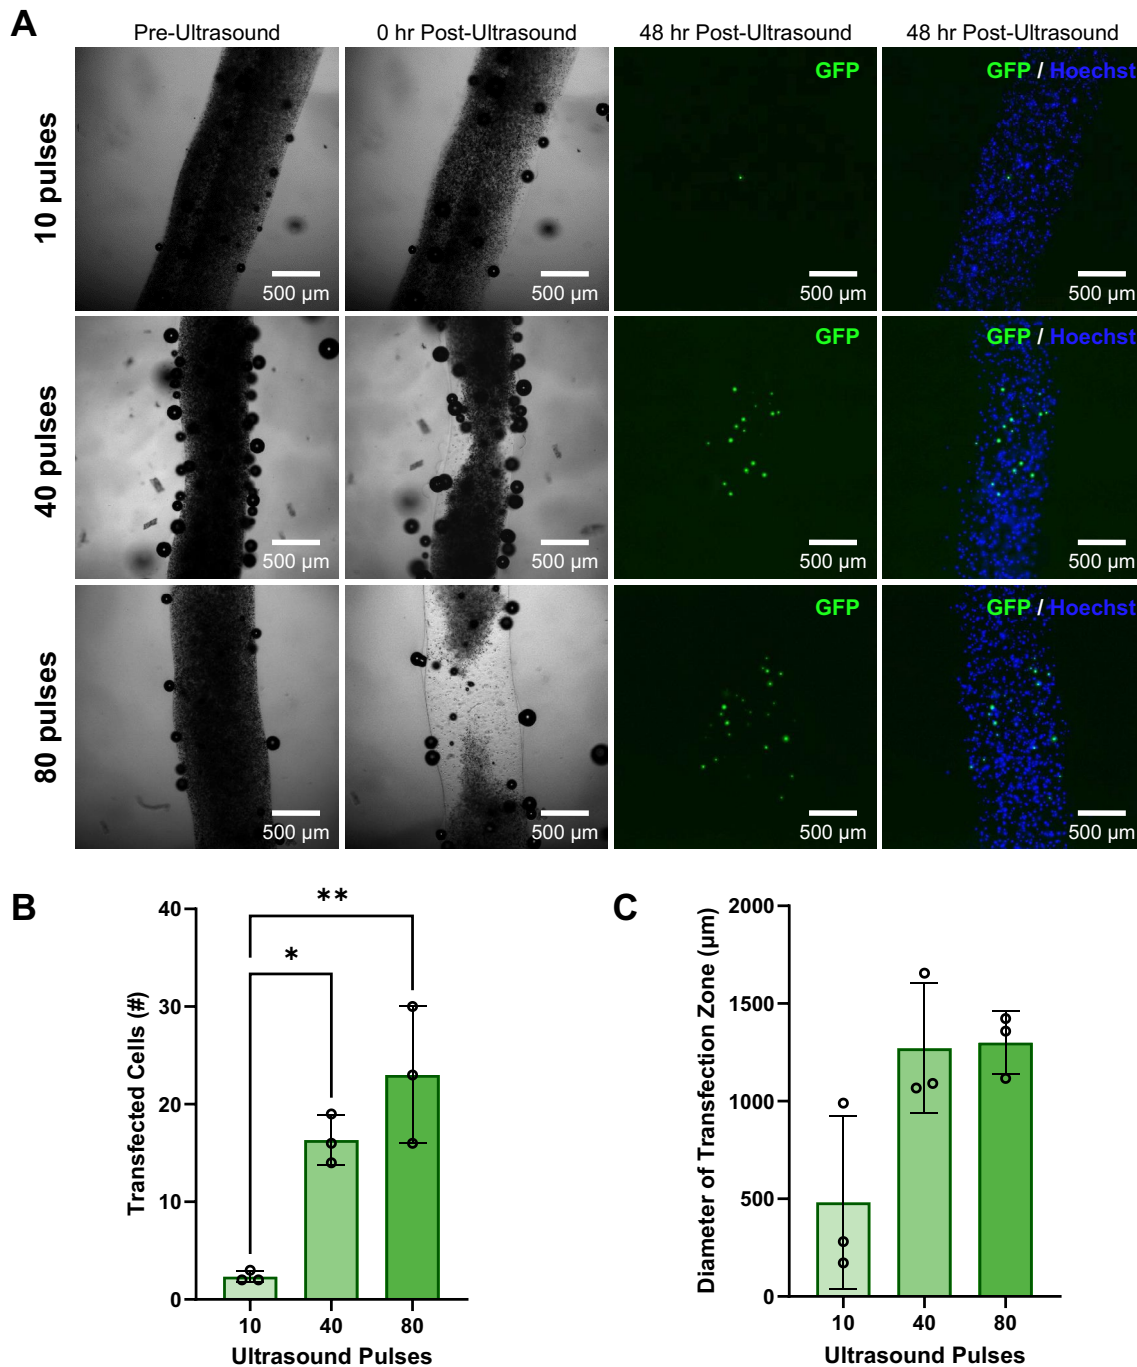 A
Pre-Ultrasound
0 hr Post-Ultrasound
48 hr Post-Ultrasound
48 hr Post-Ultrasound
10 pulses
500 µm
500 µm
GFP
500 µm
GFP / Hoechst
500 µm
40 pulses
500 µm
500 µm
GFP
500 µm
GFP / Hoechst
500 µm
80 pulses
500 µm
500 µm
GFP
500 µm
GFP / Hoechst
500 µm
B
Transfected Cells (#)
40
30
20
10
0
*
**
10
40
80
Ultrasound Pulses
C
Diameter of Transfection Zone (µm)
2000
1500
1000
500
0
10
40
80
Ultrasound Pulses